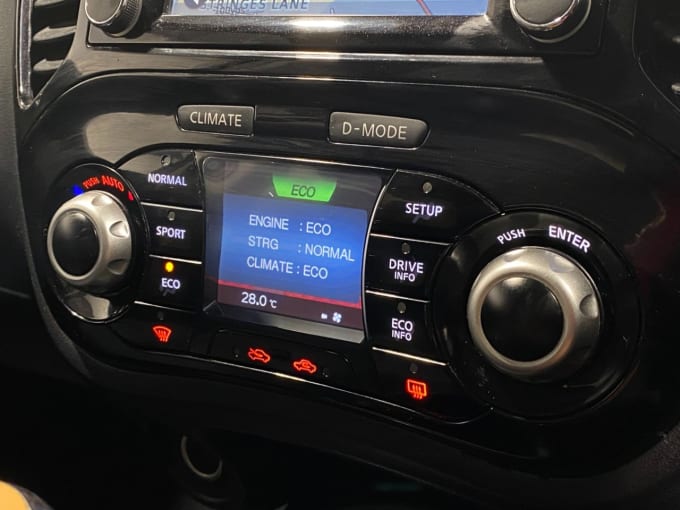 STRINGES LANE
CLIMATE
D-MODE
PUSH AUTO
NORMAL
SPORT
ECO
ECO
ENGINE : ECO
STRG : NORMAL
CLIMATE : ECO
28.0 °C
SETUP
DRIVE
INFO
ECO
INFO
PUSH ENTER